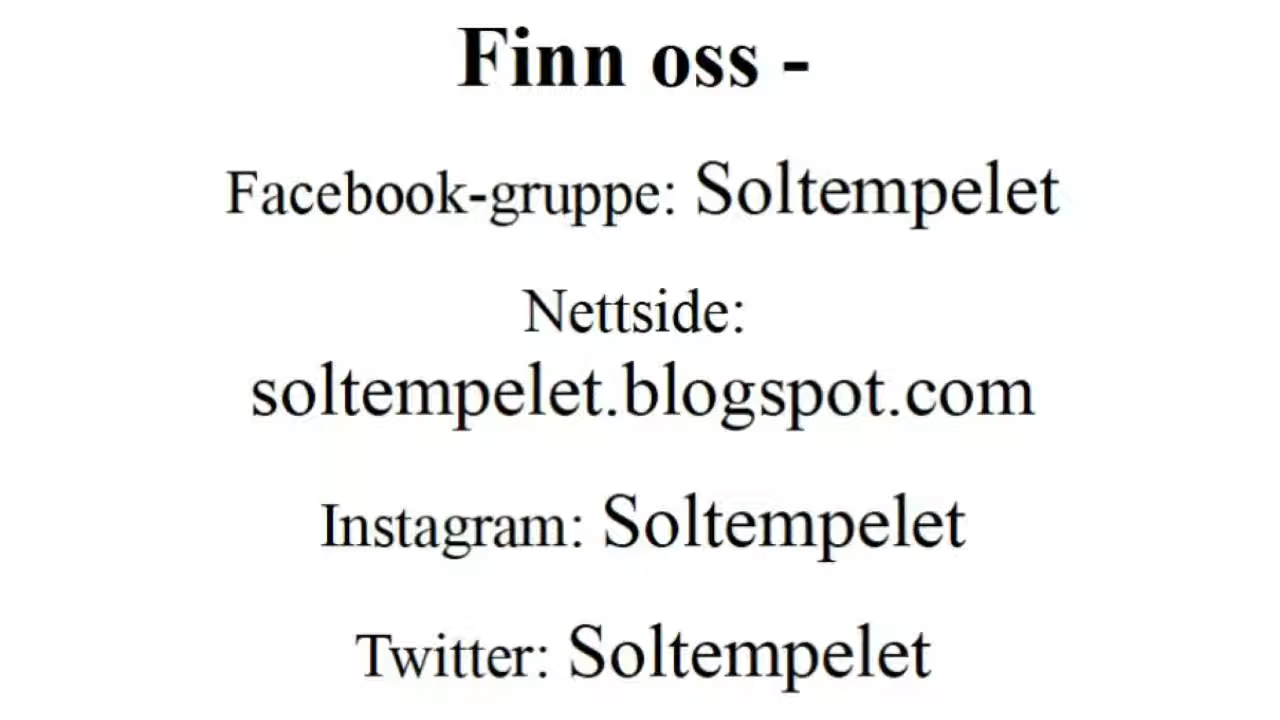 Finn oss -
Facebook-gruppe: Soltempelet
Nettside:
soltempelet.blogspot.com
Instagram: Soltempelet
Twitter: Soltempelet